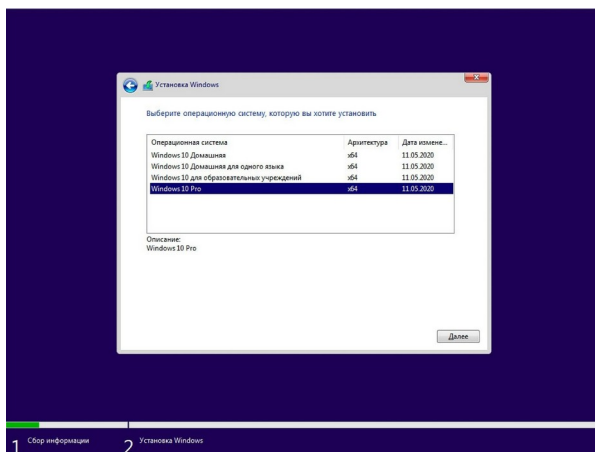 Установка Windows
Выберите операционную систему, которую вы хотите установить
Операционная система Архитектура Дата измене...
Windows 10 Домашняя x64 11.05.2020
Windows 10 Домашняя для одного языка x64 11.05.2020
Windows 10 для образовательных учреждений x64 11.05.2020
Windows 10 Pro x64 11.05.2020
Описание:
Windows 10 Pro
Далее
1 Сбор информации 2 Установка Windows